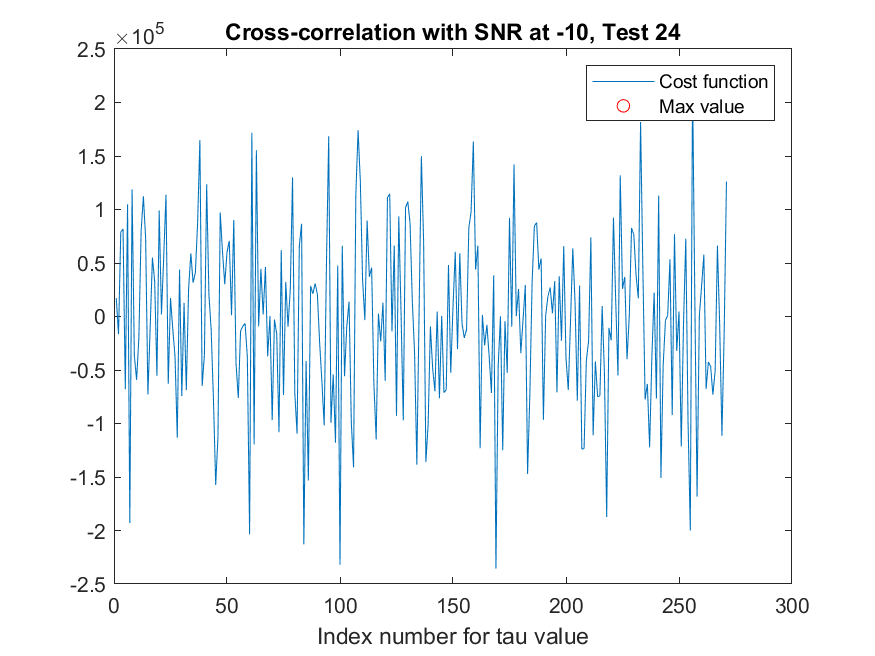 Cross-correlation with SNR at -10, Test 24
×10^5
2.5
2
1.5
1
0.5
0
-0.5
-1
-1.5
-2
-2.5
0 50 100 150 200 250 300
Index number for tau value
Cost function
Max value